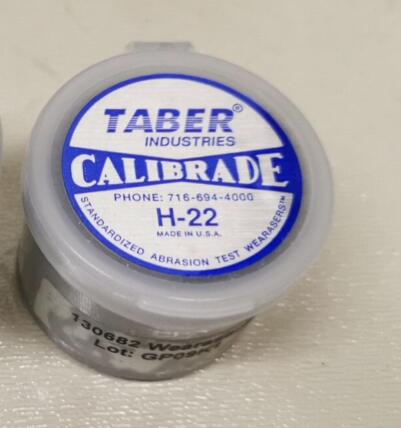 TABER®
INDUSTRIES
CALIBRADE
PHONE: 716-694-4000
H-22
MADE IN U.S.A.
STANDARDIZED ABRASION TEST WEARASERS™
130682
Lot: